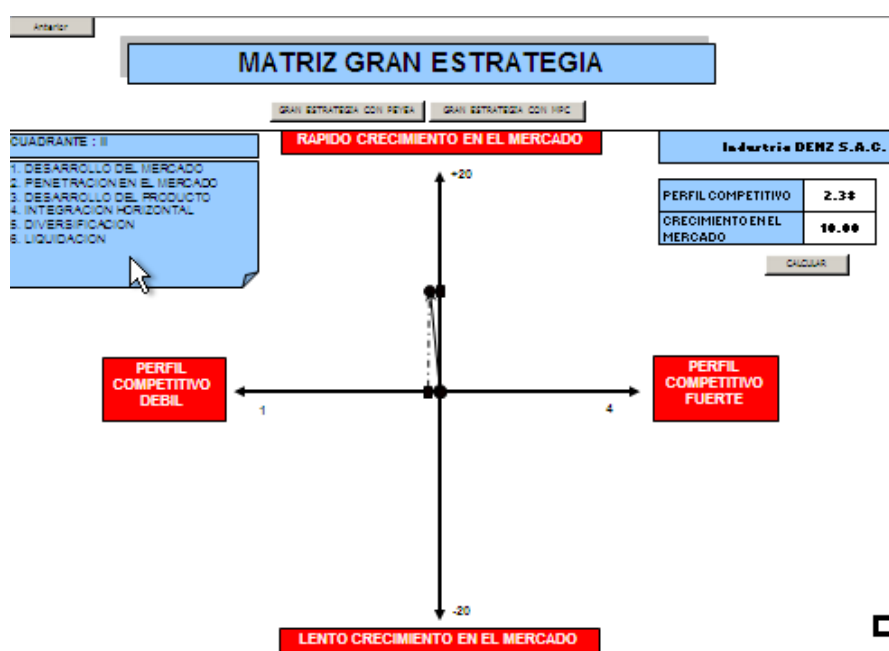 Anterior
MATRIZ GRAN ESTRATEGIA
GRAN ESTRATEGIA CON PEYEA
GRAN ESTRATEGIA CON MPC
CUADRANTE : II
1. DESARROLLO DEL MERCADO
2. PENETRACION EN EL MERCADO
3. DESARROLLO DEL PRODUCTO
4. INTEGRACION HORIZONTAL
5. DIVERSIFICACION
6. LIQUIDACION
RAPIDO CRECIMIENTO EN EL MERCADO
Industria DENZ S.A.C.
PERFIL COMPETITIVO 2.38
CRECIMIENTO EN EL
MERCADO 10.00
CALCULAR
+20
PERFIL
COMPETITIVO
DEBIL
1
4
PERFIL
COMPETITIVO
FUERTE
-20
LENTO CRECIMIENTO EN EL MERCADO